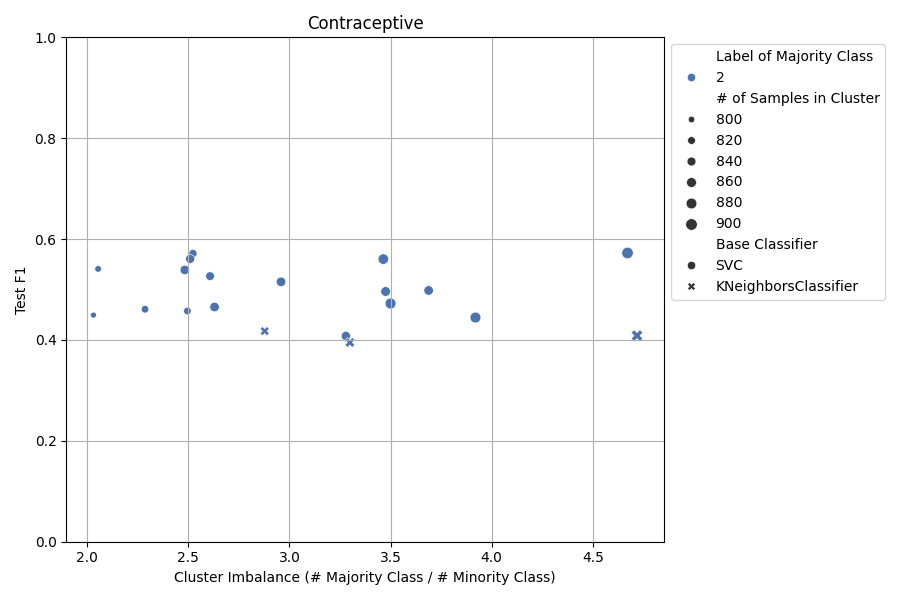 Contraceptive
1.0
0.8
0.6
0.4
0.2
0.0
Test F1
2.0 2.5 3.0 3.5 4.0 4.5
Cluster Imbalance (# Majority Class / # Minority Class)
Label of Majority Class
2
# of Samples in Cluster
800
820
840
860
880
900
Base Classifier
SVC
KNeighborsClassifier